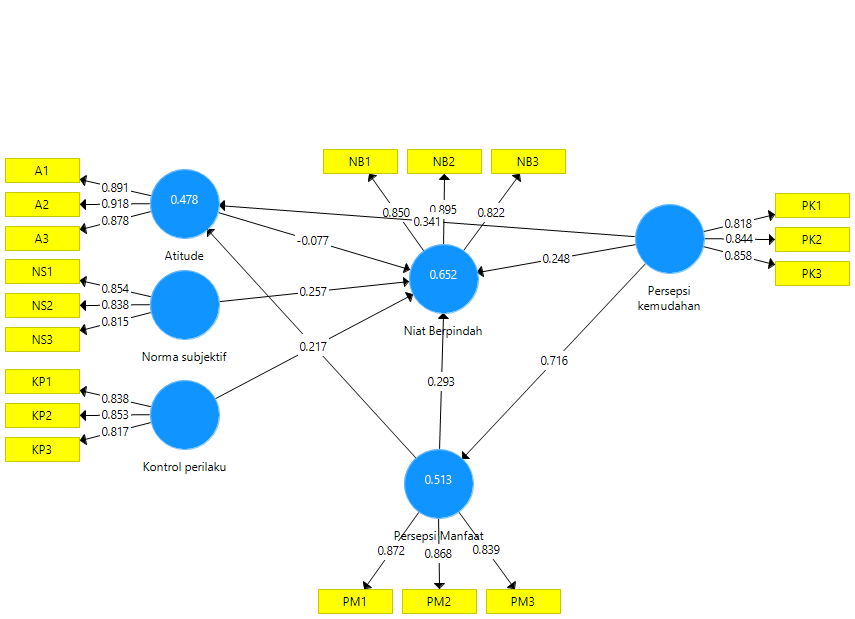 NB1
NB2
NB3
A1
A2
A3
0.891
0.918
0.878
0.478
Atitude
NS1
NS2
NS3
0.854
0.838
0.815
Norma subjektif
KP1
KP2
KP3
0.838
0.853
0.817
Kontrol perilaku
0.850
0.895
0.822
0.341
-0.077
0.257
0.217
0.652
Niat Berpindah
0.248
0.293
0.716
Persepsi
kemudahan
0.818
0.844
0.858
PK1
PK2
PK3
0.513
Persepsi Manfaat
0.872
0.868
0.839
PM1
PM2
PM3